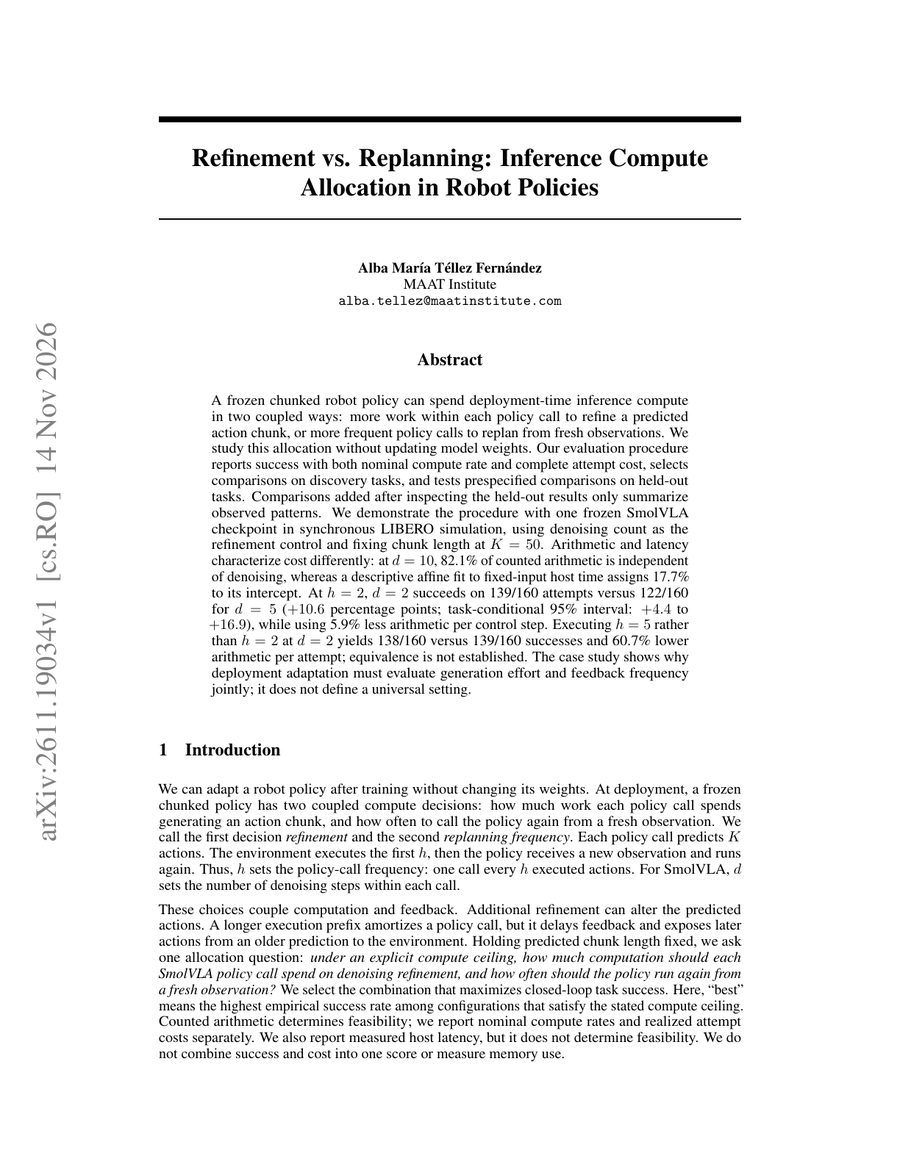 Refinement vs. Replanning: Inference Compute
Allocation in Robot Policies
Alba María Téllez Fernández
MAAT Institute
alba.tellez@maatinstitute.com
arXiv:2611.19034v1 [cs.RO] 14 Nov 2026
Abstract
A frozen chunked robot policy can spend deployment-time inference compute
in two coupled ways: more work within each policy call to refine a predicted
action chunk, or more frequent policy calls to replan from fresh observations. We
study this allocation without updating model weights. Our evaluation procedure
reports success with both nominal compute rate and complete attempt cost, selects
comparisons on discovery tasks, and tests prespecified comparisons on held-out
tasks. Comparisons added after inspecting the held-out results only summarize
observed patterns. We demonstrate the procedure with one frozen SmolVLA
checkpoint in synchronous LIBERO simulation, using denoising count as the
refinement control and fixing chunk length at K = 50. Arithmetic and latency
characterize cost differently: at d = 10, 82.1% of counted arithmetic is independent
of denoising, whereas a descriptive affine fit to fixed-input host time assigns 17.7%
to its intercept. At h = 2, d = 2 succeeds on 139/160 attempts versus 122/160
for d = 5 (+10.6 percentage points; task-conditional 95% interval: +4.4 to
+16.9), while using 5.9% less arithmetic per control step. Executing h = 5 rather
than h = 2 at d = 2 yields 138/160 versus 139/160 successes and 60.7% lower
arithmetic per attempt; equivalence is not established. The case study shows why
deployment adaptation must evaluate generation effort and feedback frequency
jointly; it does not define a universal setting.
1 Introduction
We can adapt a robot policy after training without changing its weights. At deployment, a frozen
chunked policy has two coupled compute decisions: how much work each policy call spends
generating an action chunk, and how often to call the policy again from a fresh observation. We
call the first decision refinement and the second replanning frequency. Each policy call predicts K
actions. The environment executes the first h, then the policy receives a new observation and runs
again. Thus, h sets the policy-call frequency: one call every h executed actions. For SmolVLA, d
sets the number of denoising steps within each call.
These choices couple computation and feedback. Additional refinement can alter the predicted
actions. A longer execution prefix amortizes a policy call, but it delays feedback and exposes later
actions from an older prediction to the environment. Holding predicted chunk length fixed, we ask
one allocation question: under an explicit compute ceiling, how much computation should each
SmolVLA policy call spend on denoising refinement, and how often should the policy run again from
a fresh observation? We select the combination that maximizes closed-loop task success. Here, “best”
means the highest empirical success rate among configurations that satisfy the stated compute ceiling.
Counted arithmetic determines feasibility; we report nominal compute rates and realized attempt
costs separately. We also report measured host latency, but it does not determine feasibility. We do
not combine success and cost into one score or measure memory use.